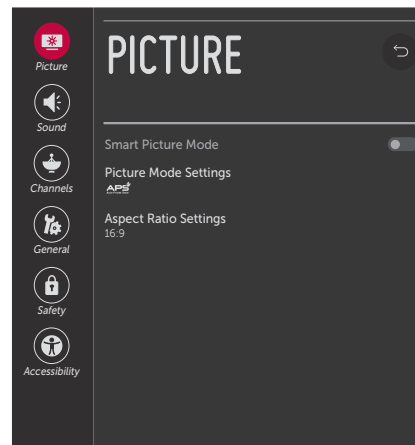 Picture
Sound
Channels
General
Safety
Accessibility
PICTURE
Smart Picture Mode
Picture Mode Settings
APS
Aspect Ratio Settings
16:9